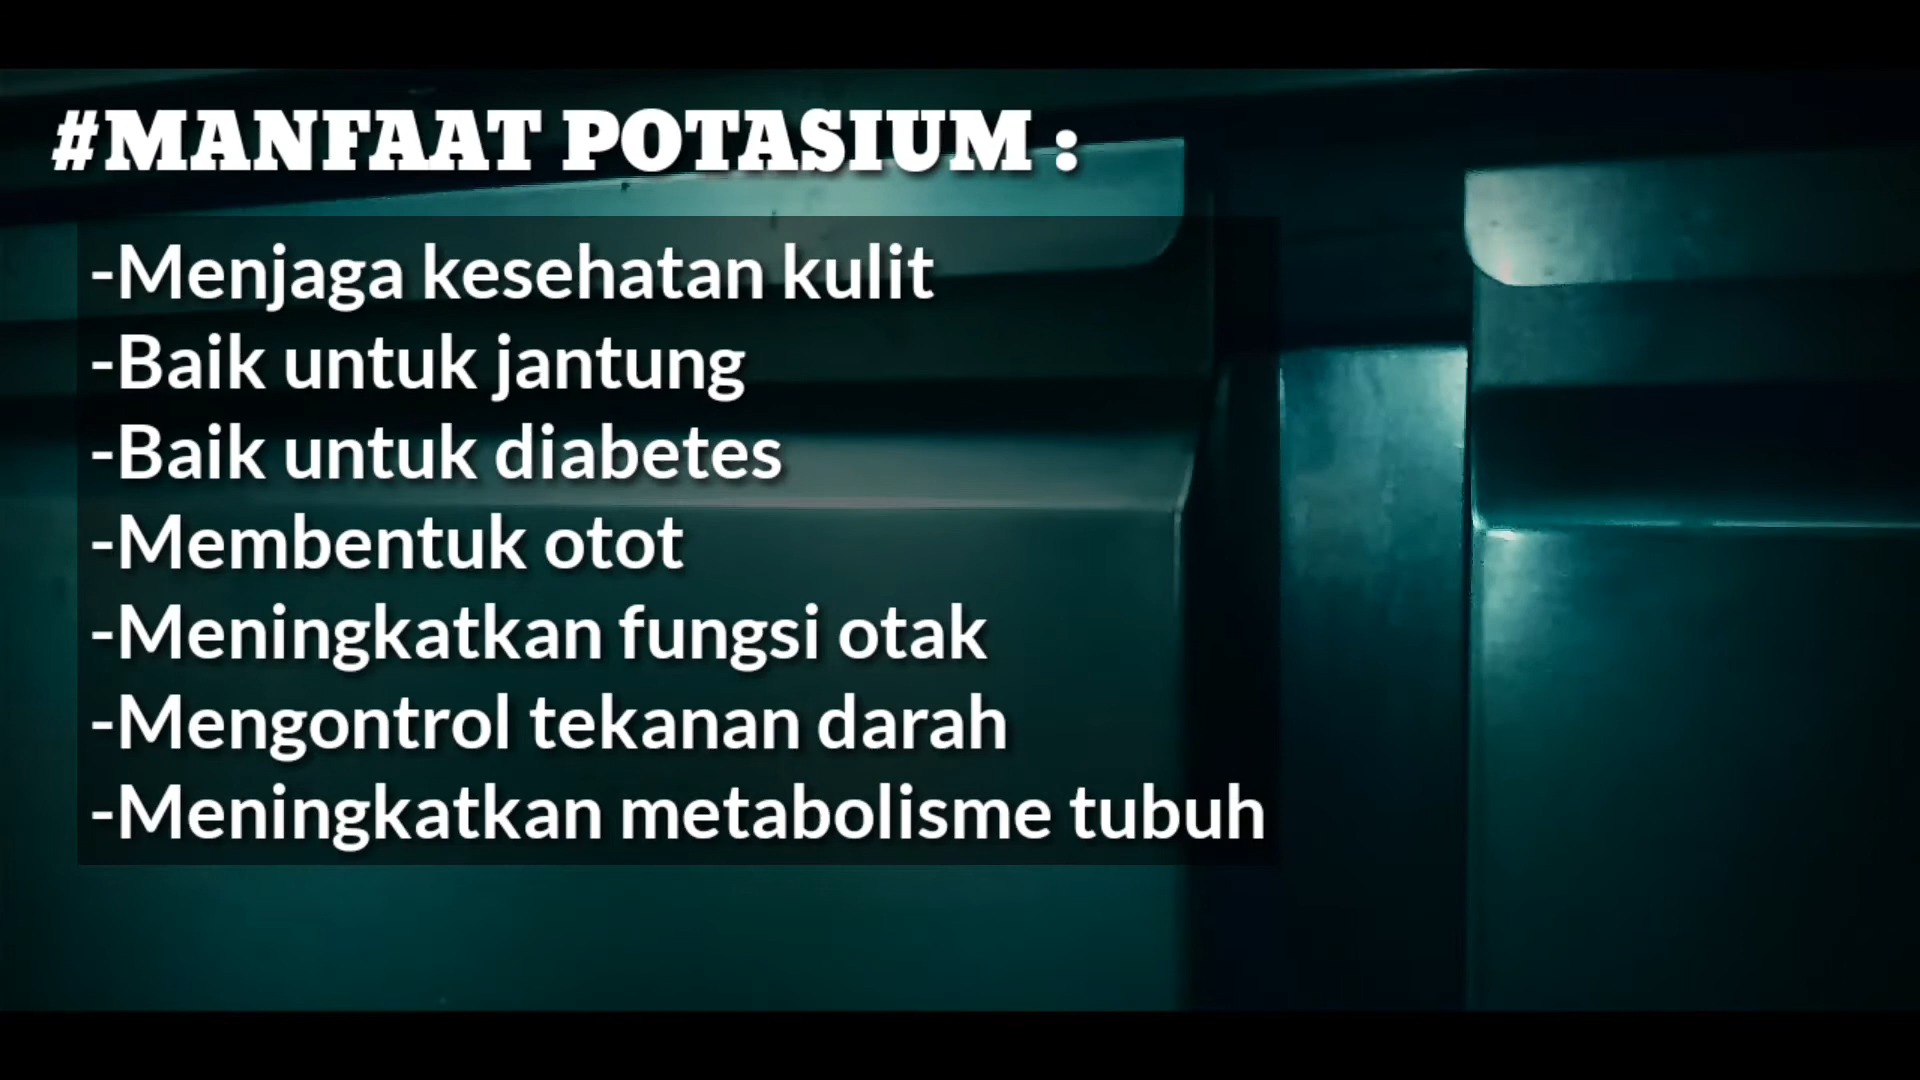 #MANFAAT POTASIUM :
-Menjaga kesehatan kulit
-Baik untuk jantung
-Baik untuk diabetes
-Membentuk otot
-Meningkatkan fungsi otak
-Mengontrol tekanan darah
-Meningkatkan metabolisme tubuh